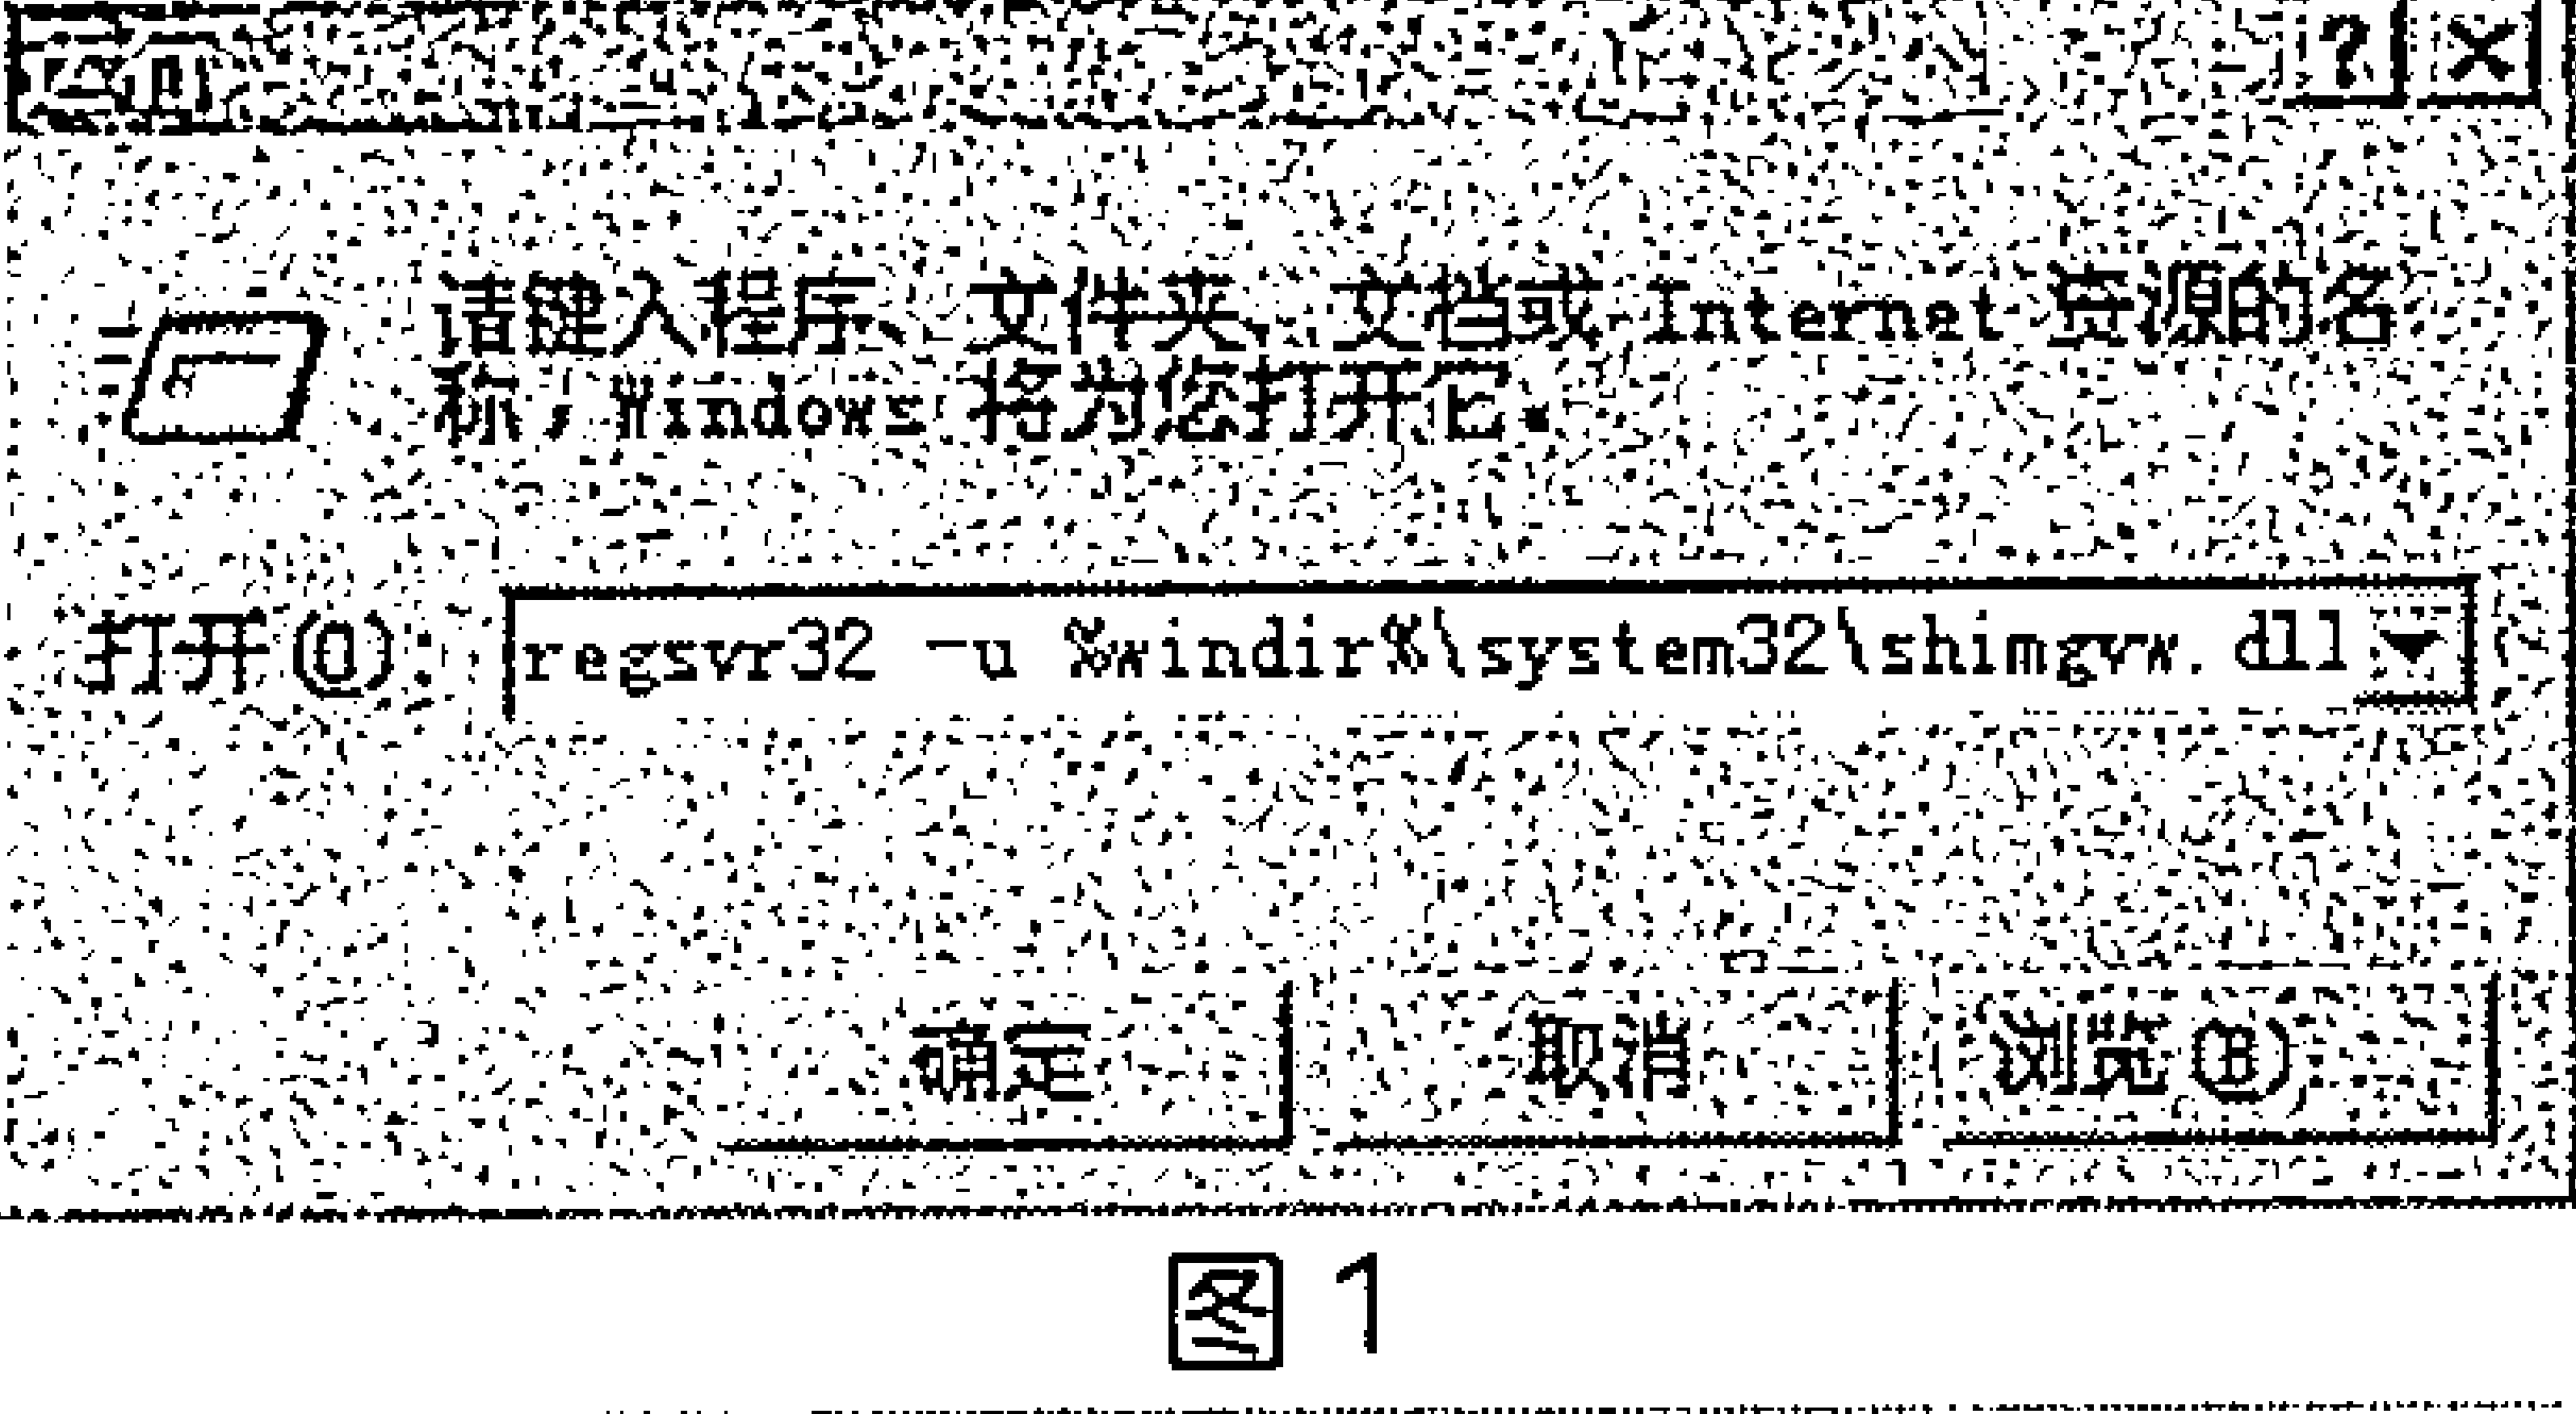 ? ×
请键入程序、文件夹、文档或 Internet 资源的名
称，Windows 将为您打开它.
打开(O): regsvr32 -u %windir%\system32\shimgvw.dll
确定 取消 浏览(B)
图 1